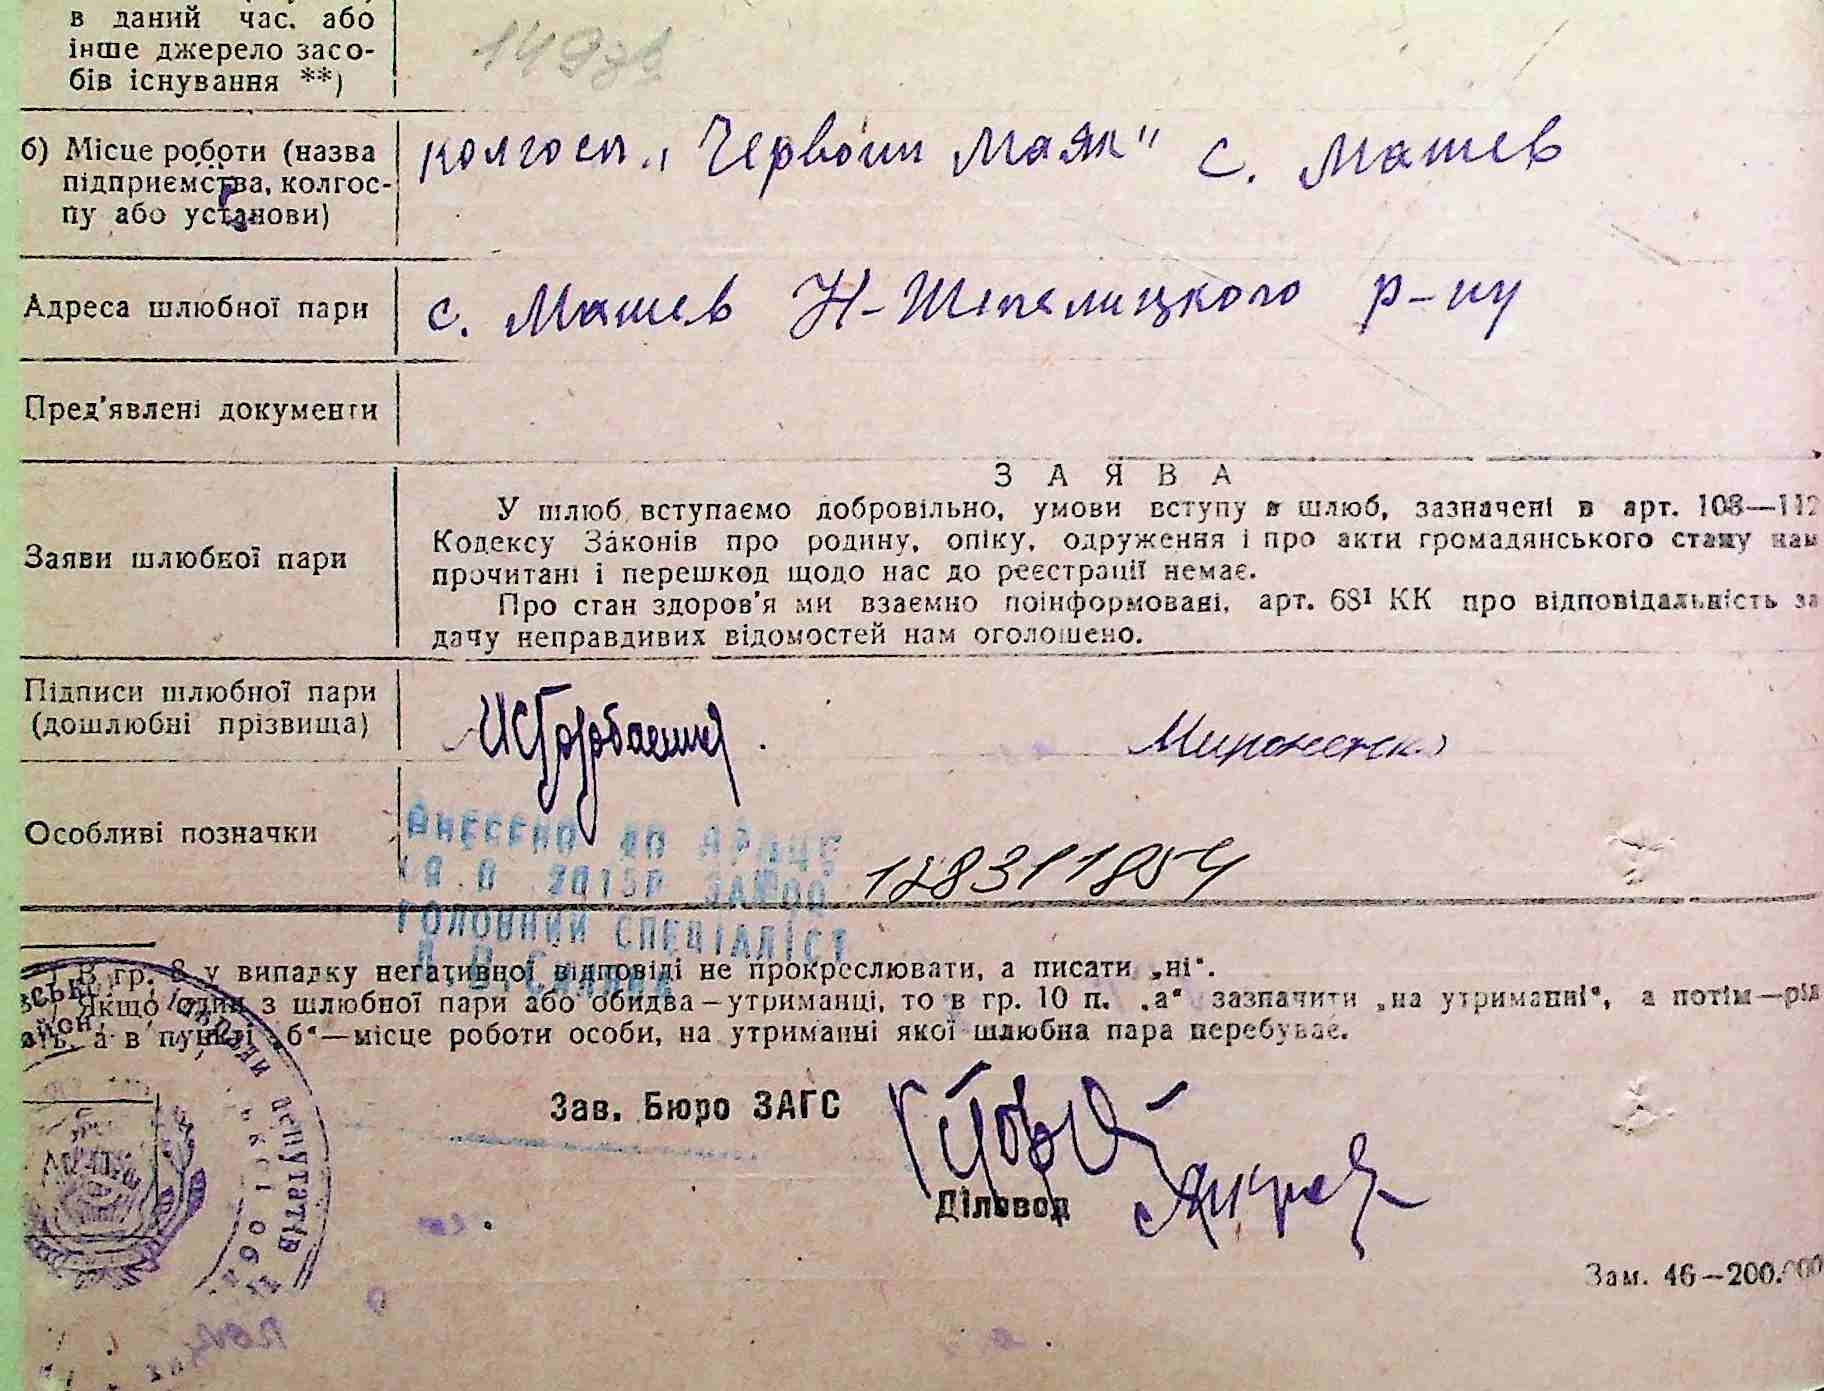 в даний час, або
інше джерело засо-
бів існування **)
149зв
б) Місце роботи (назва
підприємства, колгос-
пу або установи)
колгосп „Червоний Маяк" с. Машев
Адреса шлюбної пари
с. Машев Н-Шепелицкого р-ну
Пред'явлені документи
ЗАЯВА
Заяви шлюбної пари
У шлюб вступаємо добровільно, умови вступу в шлюб, зазначені в арт. 108—112
Кодексу Законів про родину, опіку, одруження і про акти громадянського стану нам
прочитані і перешкод щодо нас до реєстрації немає.
Про стан здоров'я ми взаємно поінформовані, арт. 68¹ КК про відповідальність за
дачу неправдивих відомостей нам оголошено.
Підписи шлюбної пари
(дошлюбні прізвища)
Особливі позначки
ВНЕСЕНО ДО
ГОЛОВНИЙ СПЕЦІАЛІСТ
В гр. 8 у випадку негативної відповіді не прокреслювати, а писати „ні".
Якщо один з шлюбної пари або обидва—утриманці, то в гр. 10 п. „а" зазначити „на утриманні", а потім—рід
а в пункті „б"—місце роботи особи, на утриманні якої шлюбна пара перебуває.
депутатів
Зав. Бюро ЗАГС
Діловод
Зам. 46—200.000